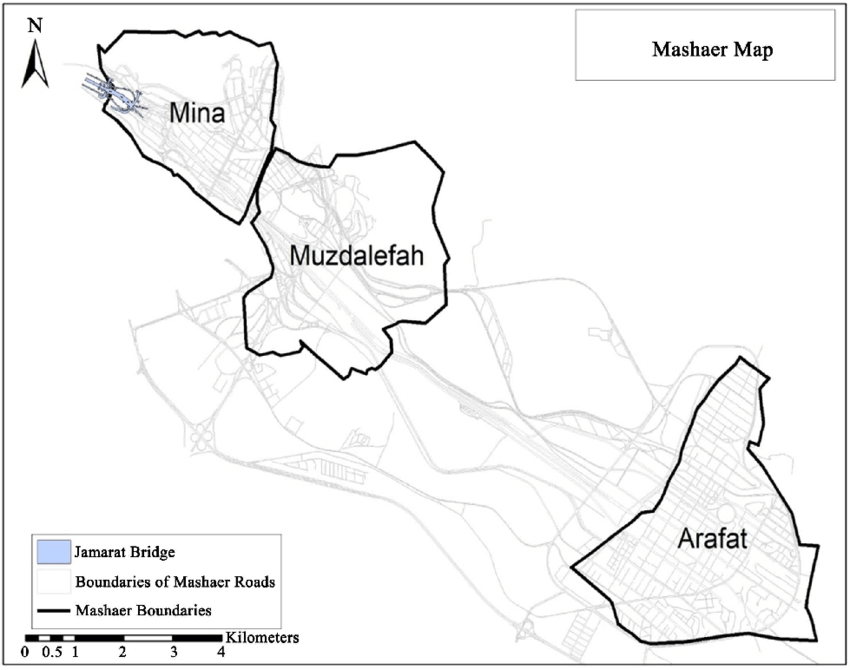 N
Mashaer Map
Mina
Muzdalefah
Arafat
Jamarat Bridge
Boundaries of Mashaer Roads
Mashaer Boundaries
Kilometers
0 0.5 1 2 3 4